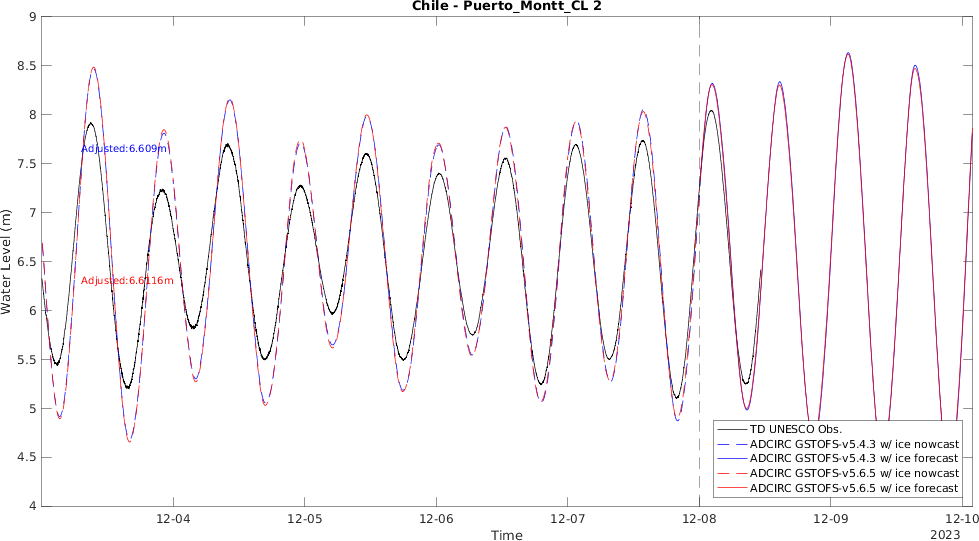 Chile - Puerto_Montt_CL 2
9
8.5
8
7.5
7
6.5
6
5.5
5
4.5
4
Water Level (m)
Adjusted:6.609m
Adjusted:6.6116m
TD UNESCO Obs.
ADCIRC GSTOFS-v5.4.3 w/ ice nowcast
ADCIRC GSTOFS-v5.4.3 w/ ice forecast
ADCIRC GSTOFS-v5.6.5 w/ ice nowcast
ADCIRC GSTOFS-v5.6.5 w/ ice forecast
12-04 12-05 12-06 12-07 12-08 12-09 12-10
Time
2023